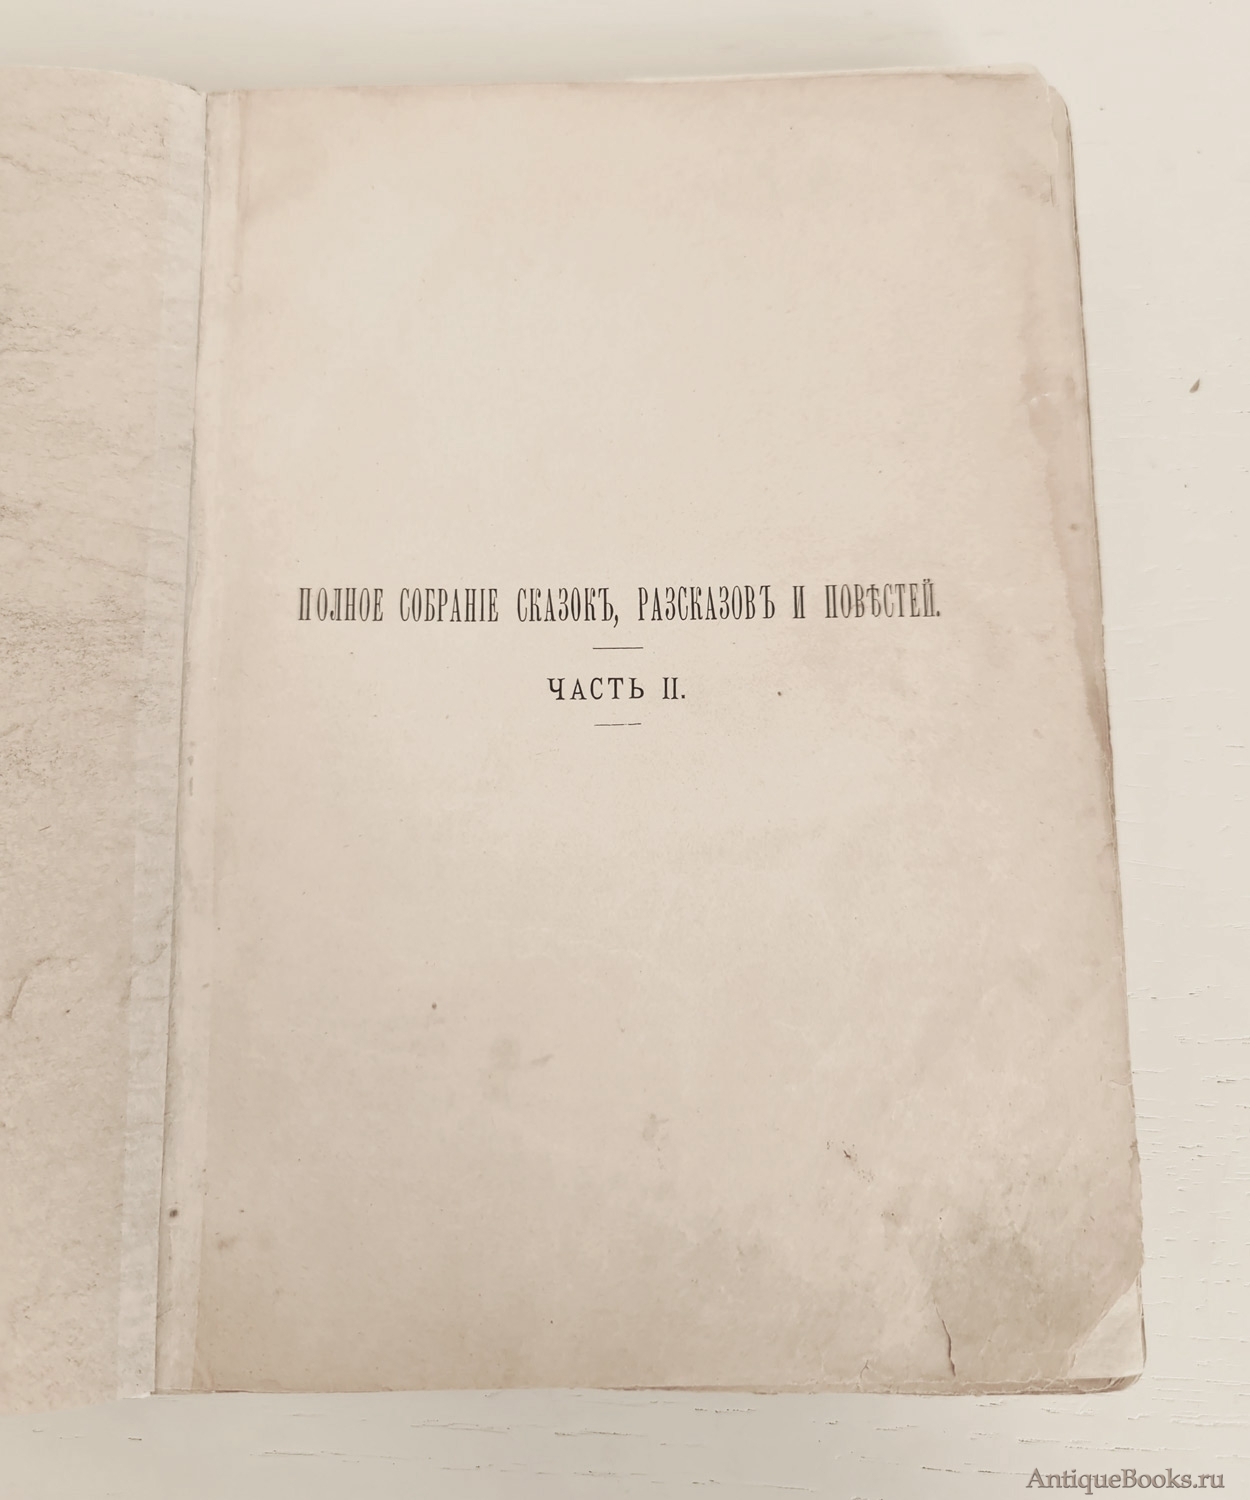 ПОЛНОЕ СОБРАНІЕ СКАЗОКЪ, РАЗСКАЗОВЪ И ПОВѢСТЕЙ.
ЧАСТЬ II.
AntiqueBooks.ru